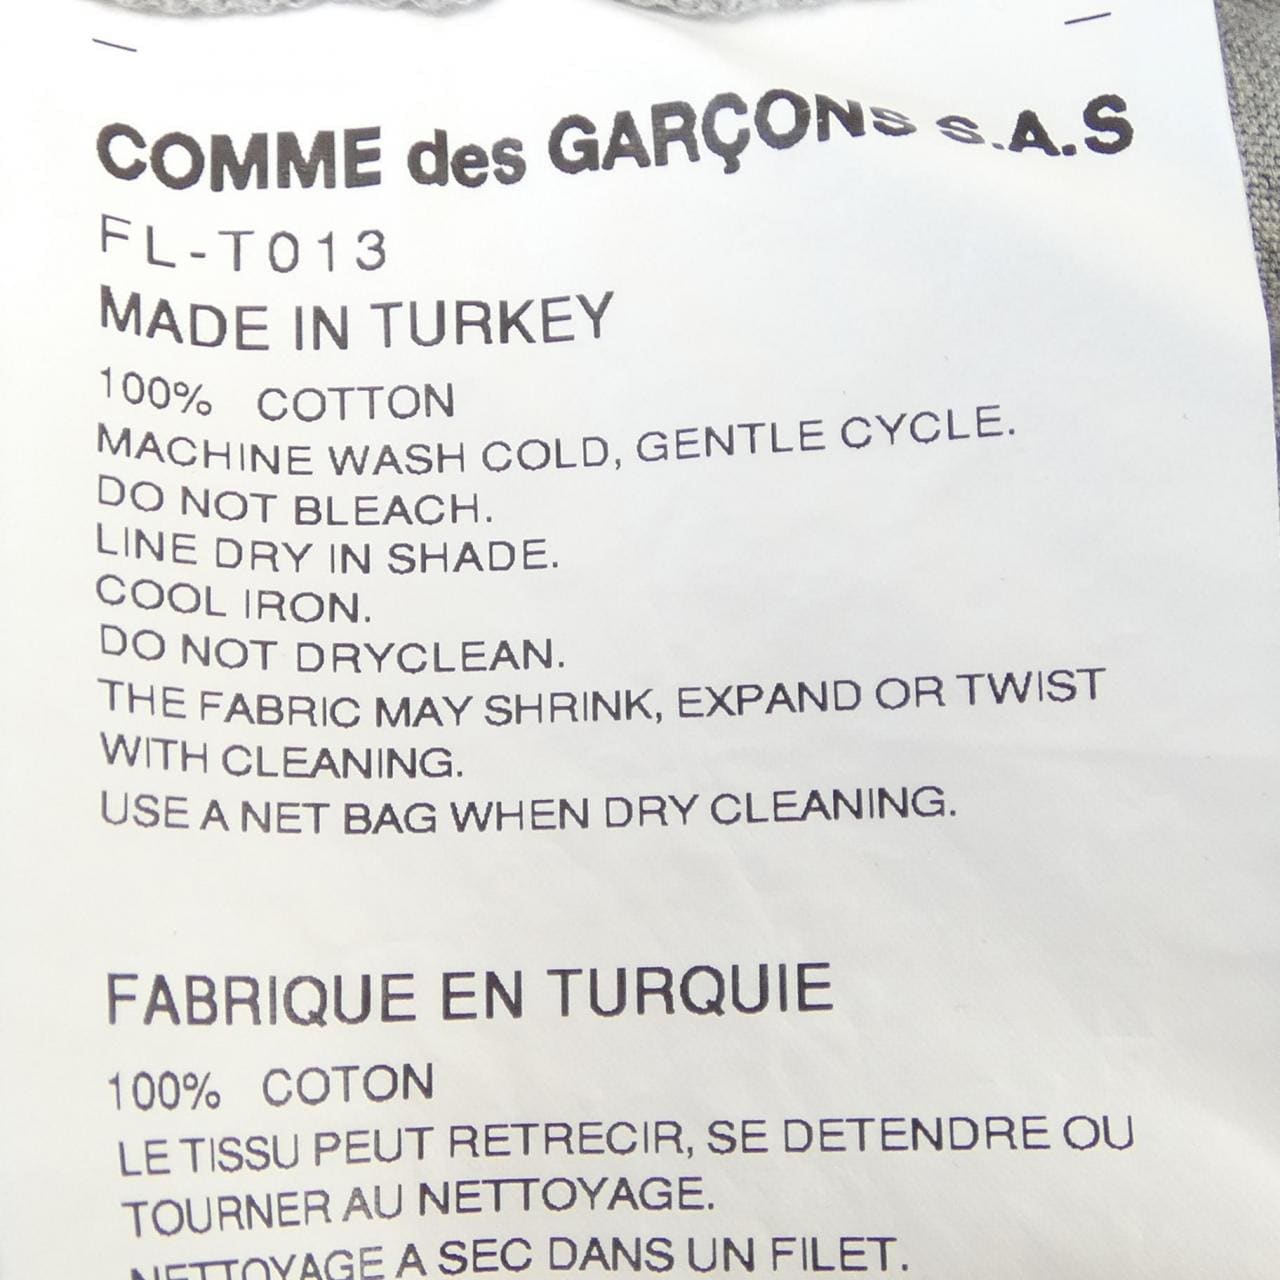 COMME des GARÇONS S.A.S
FL-T013
MADE IN TURKEY
100% COTTON
MACHINE WASH COLD, GENTLE CYCLE.
DO NOT BLEACH.
LINE DRY IN SHADE.
COOL IRON.
DO NOT DRYCLEAN.
THE FABRIC MAY SHRINK, EXPAND OR TWIST
WITH CLEANING.
USE A NET BAG WHEN DRY CLEANING.
FABRIQUE EN TURQUIE
100% COTON
LE TISSU PEUT RETRECIR, SE DETENDRE OU
TOURNER AU NETTOYAGE.
NETTOYAGE A SEC DANS UN FILET.